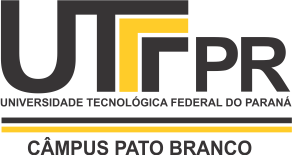 UTFPR
UNIVERSIDADE TECNOLÓGICA FEDERAL DO PARANÁ
CÂMPUS PATO BRANCO